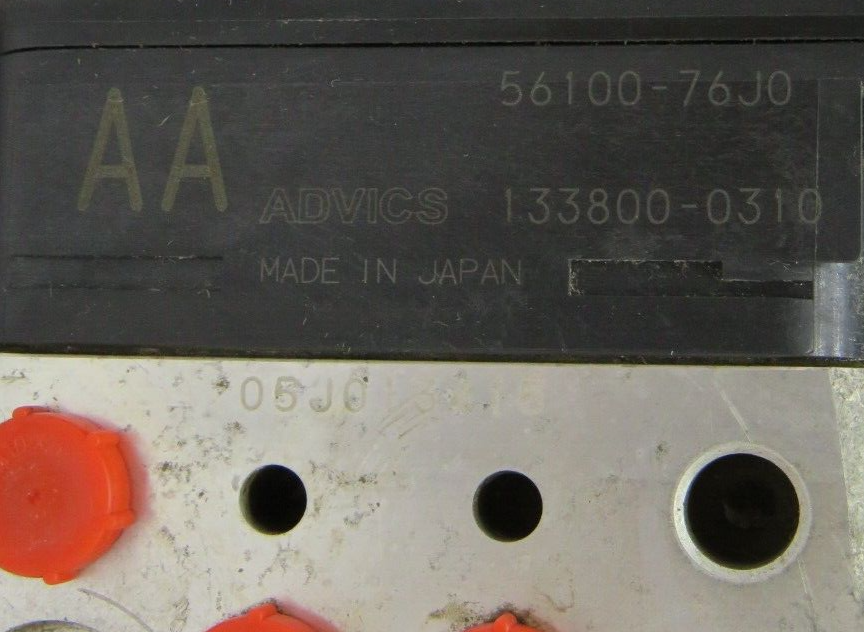 56100-76J0
AA
ADVICS 133800-0310
MADE IN JAPAN
05J0